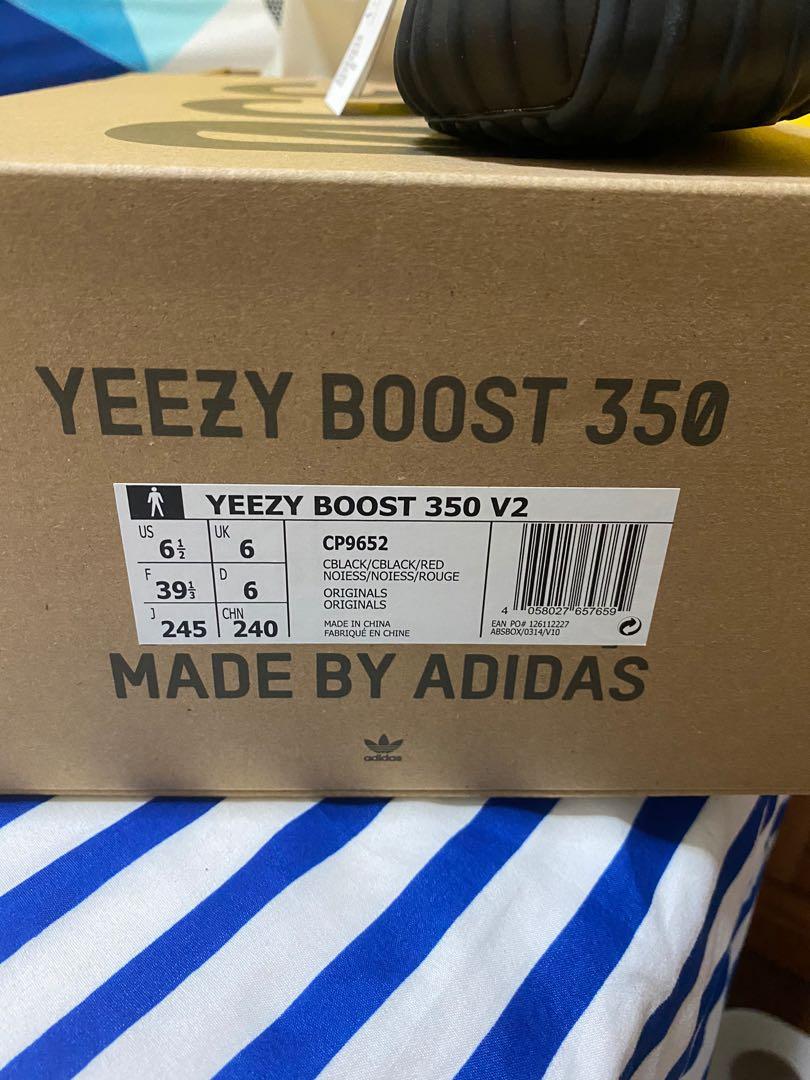 YEEZY BOOST 350
YEEZY BOOST 350 V2
US 6½
UK 6
F 39⅓
D 6
J 245
CHN 240
CP9652
CBLACK/CBLACK/RED
NOIESS/NOIESS/ROUGE
ORIGINALS
ORIGINALS
MADE IN CHINA
FABRIQUÉ EN CHINE
4 058027 657659
EAN PO# 126112227
ABSBOX/0314/V10
MADE BY ADIDAS
adidas